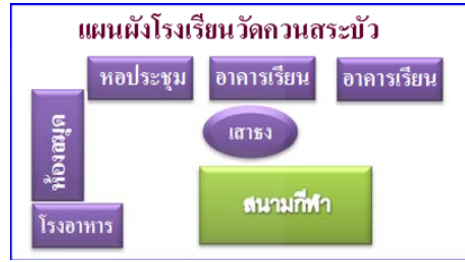 แผนผังโรงเรียนวัดควนสระบัว
หอประชุม อาคารเรียน อาคารเรียน
ห้องสมุด
เสาธง
สนามกีฬา
โรงอาหาร